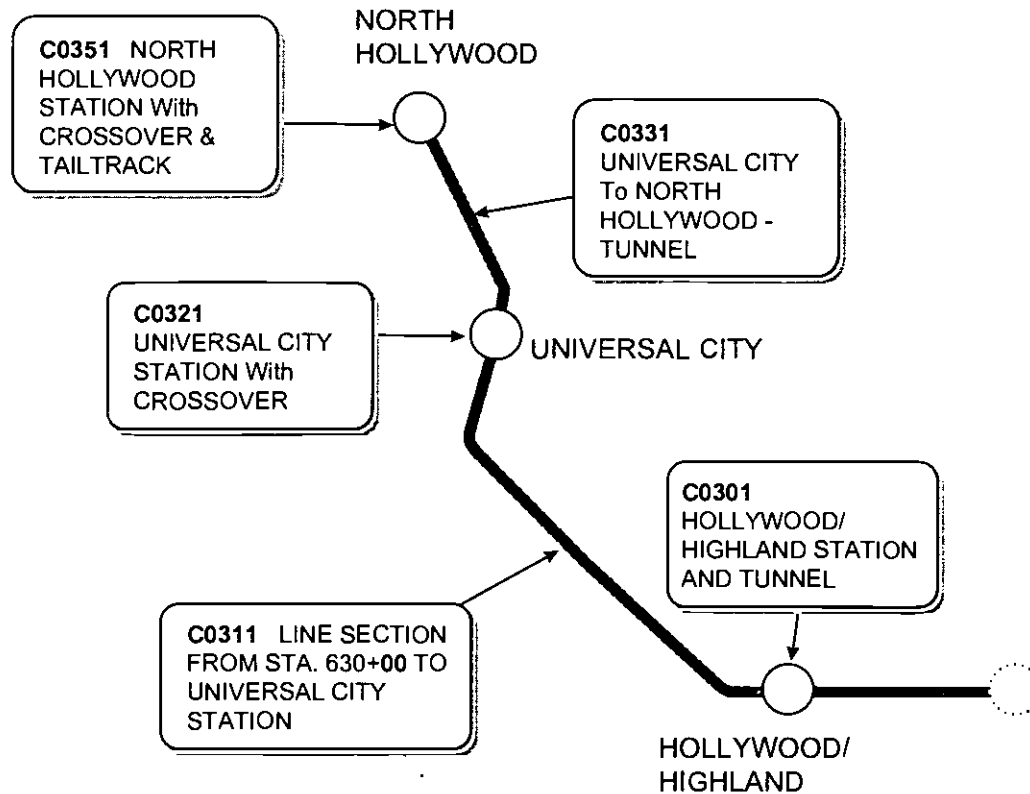 NORTH
HOLLYWOOD
C0351 NORTH
HOLLYWOOD
STATION With
CROSSOVER &
TAILTRACK
C0331
UNIVERSAL CITY
To NORTH
HOLLYWOOD -
TUNNEL
C0321
UNIVERSAL CITY
STATION With
CROSSOVER
UNIVERSAL CITY
C0301
HOLLYWOOD/
HIGHLAND STATION
AND TUNNEL
C0311 LINE SECTION
FROM STA. 630+00 TO
UNIVERSAL CITY
STATION
HOLLYWOOD/
HIGHLAND